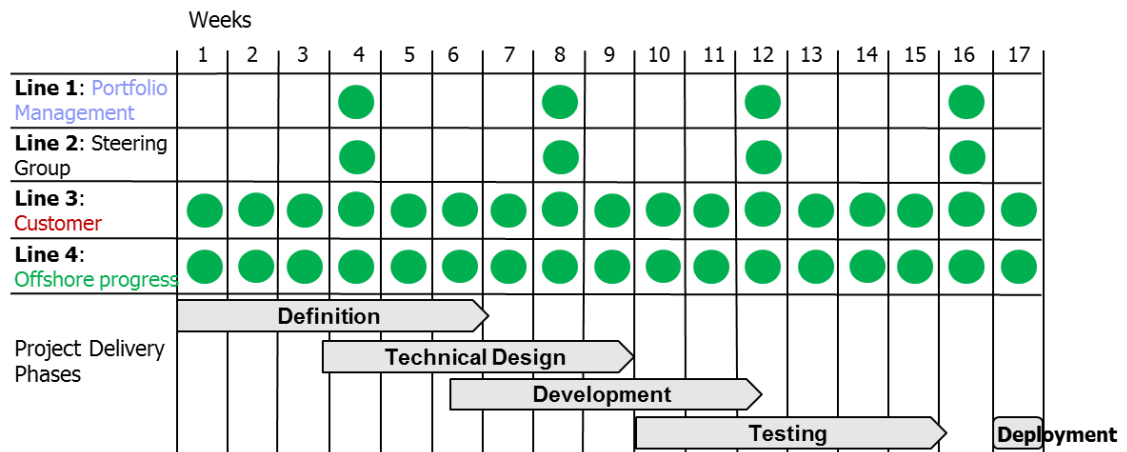 Weeks
1 2 3 4 5 6 7 8 9 10 11 12 13 14 15 16 17
Line 1: Portfolio
Management
Line 2: Steering
Group
Line 3:
Customer
Line 4:
Offshore progress
Definition
Project Delivery
Phases
Technical Design
Development
Testing
Deployment